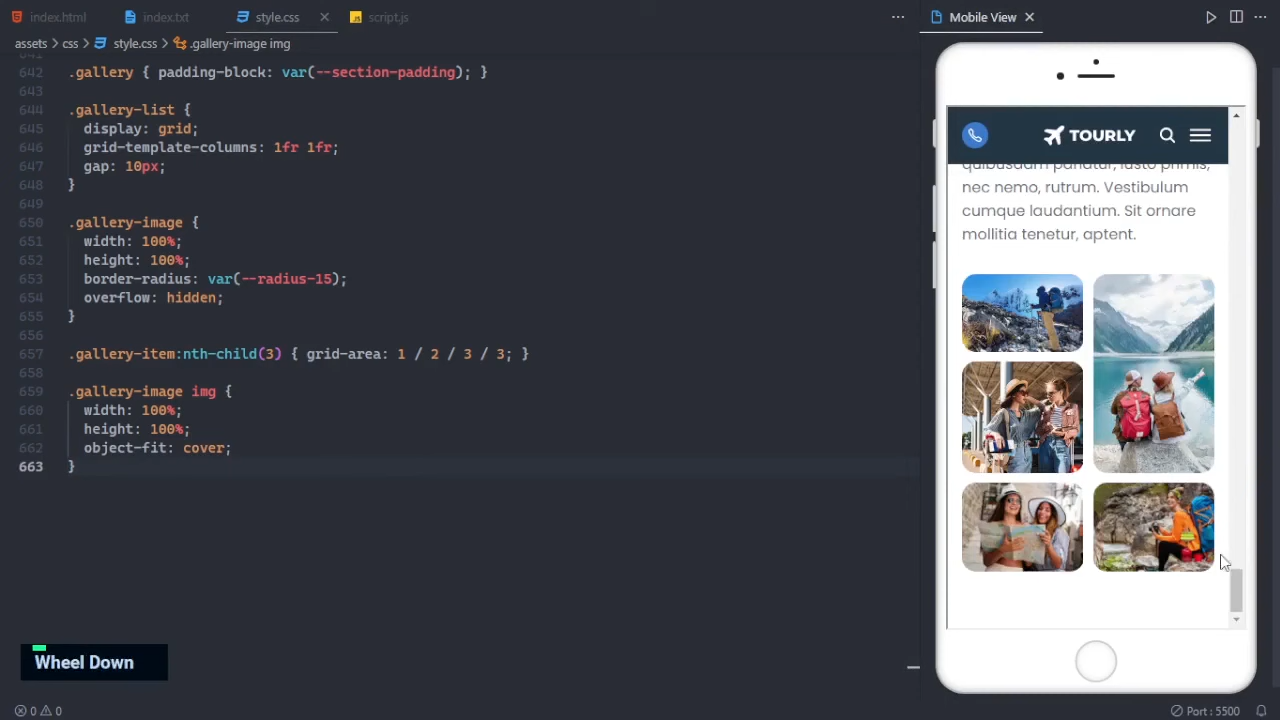 index.html
index.txt
style.css
script.js
Mobile View
assets > css > style.css > .gallery-image img
642 .gallery { padding-block: var(--section-padding); }
643
644 .gallery-list {
645 display: grid;
646 grid-template-columns: 1fr 1fr;
647 gap: 10px;
648 }
649
650 .gallery-image {
651 width: 100%;
652 height: 100%;
653 border-radius: var(--radius-15);
654 overflow: hidden;
655 }
656
657 .gallery-item:nth-child(3) { grid-area: 1 / 2 / 3 / 3; }
658
659 .gallery-image img {
660 width: 100%;
661 height: 100%;
662 object-fit: cover;
663 }
TOURLY
quibusdam pariatur, iusto primis,
nec nemo, rutrum. Vestibulum
cumque laudantium. Sit ornare
mollitia tenetur, aptent.
Wheel Down
0 0
Port : 5500